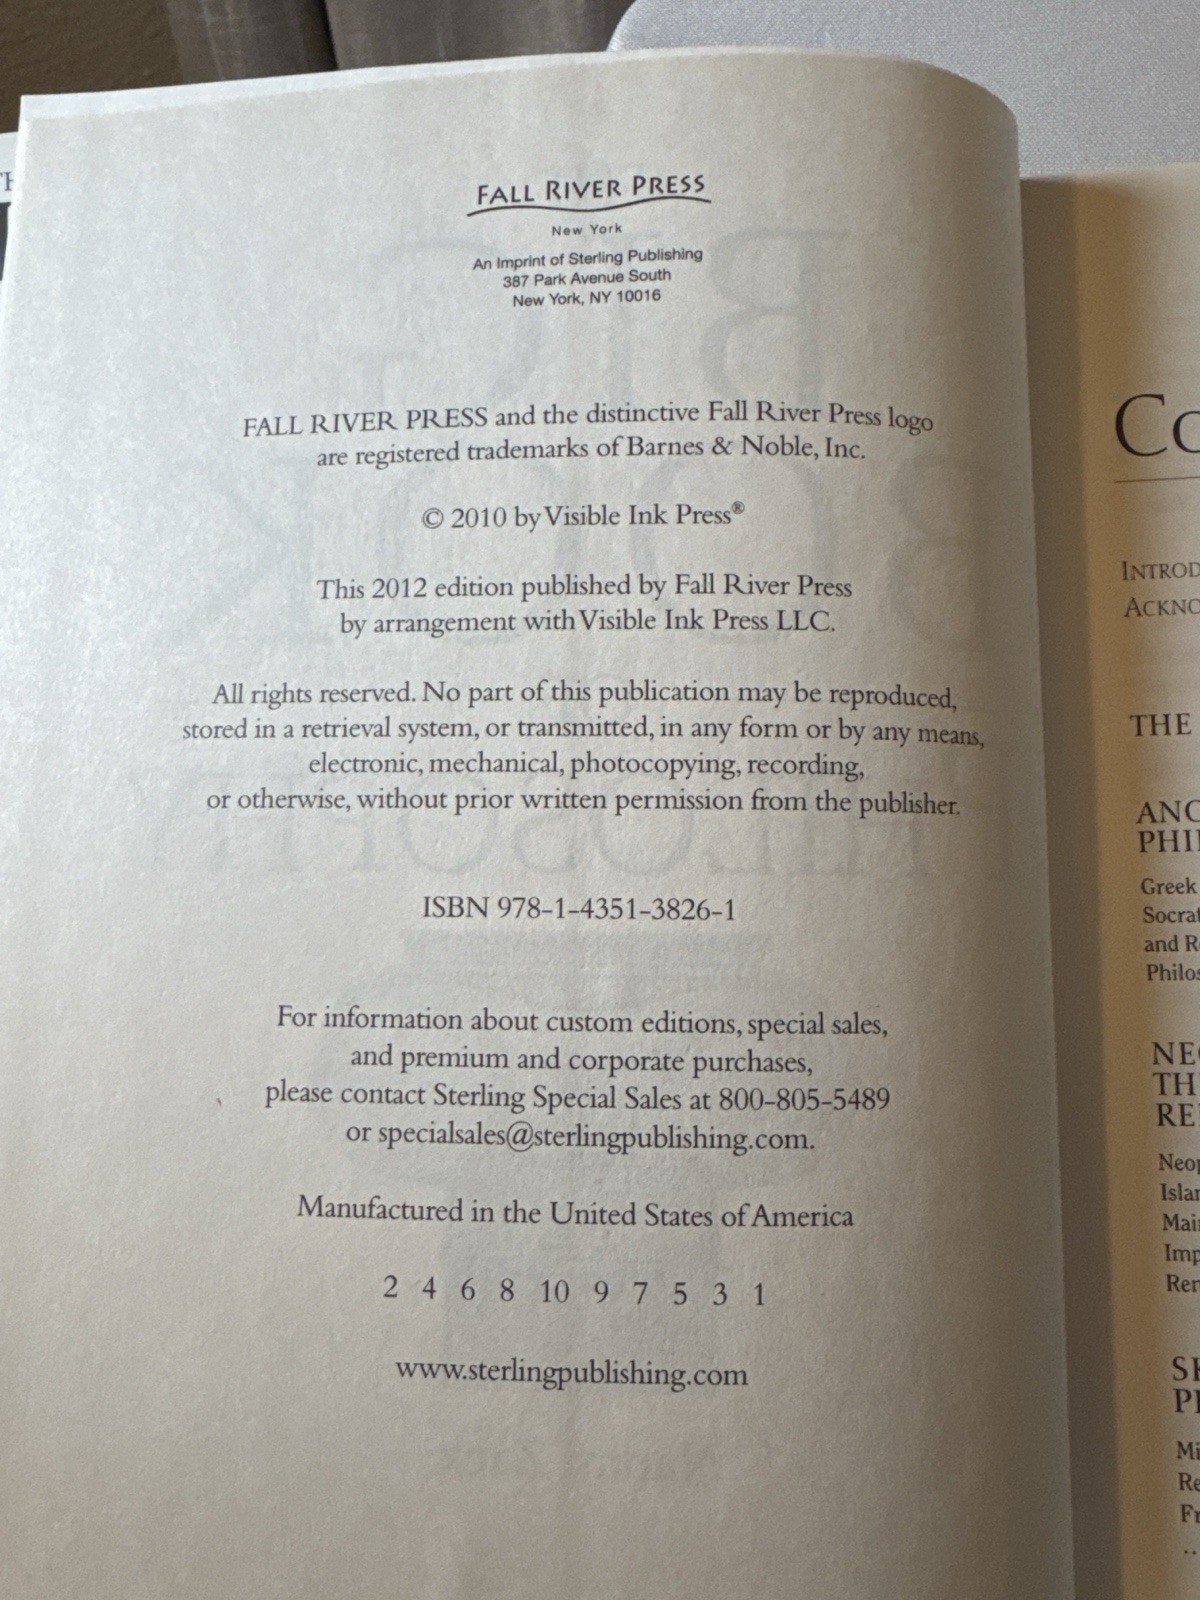 FALL RIVER PRESS
New York
An Imprint of Sterling Publishing
387 Park Avenue South
New York, NY 10016
FALL RIVER PRESS and the distinctive Fall River Press logo
are registered trademarks of Barnes & Noble, Inc.
© 2010 by Visible Ink Press®
This 2012 edition published by Fall River Press
by arrangement with Visible Ink Press LLC.
All rights reserved. No part of this publication may be reproduced,
stored in a retrieval system, or transmitted, in any form or by any means,
electronic, mechanical, photocopying, recording,
or otherwise, without prior written permission from the publisher.
ISBN 978-1-4351-3826-1
For information about custom editions, special sales,
and premium and corporate purchases,
please contact Sterling Special Sales at 800-805-5489
or specialsales@sterlingpublishing.com.
Manufactured in the United States of America
2 4 6 8 10 9 7 5 3 1
www.sterlingpublishing.com
THE
Greek
and R